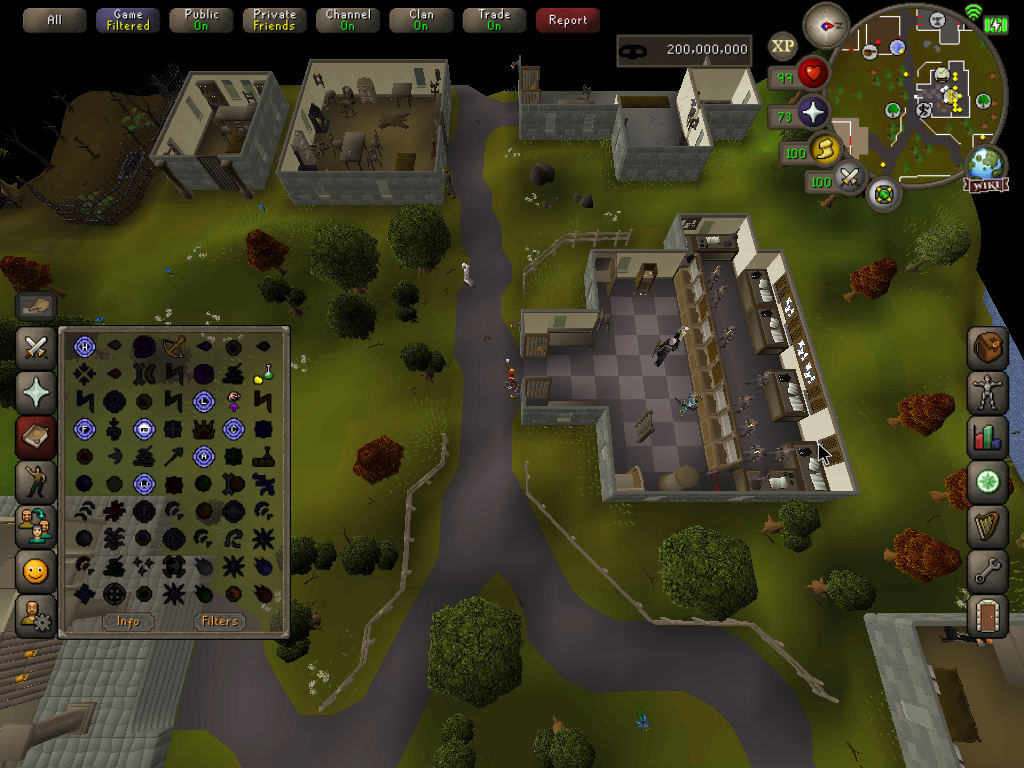 All
Game
Filtered
Public
On
Private
Friends
Channel
On
Clan
On
Trade
On
Report
200,000,000
XP
99
73
100
100
WIKI
H
L
F
C
A
Info
Filters